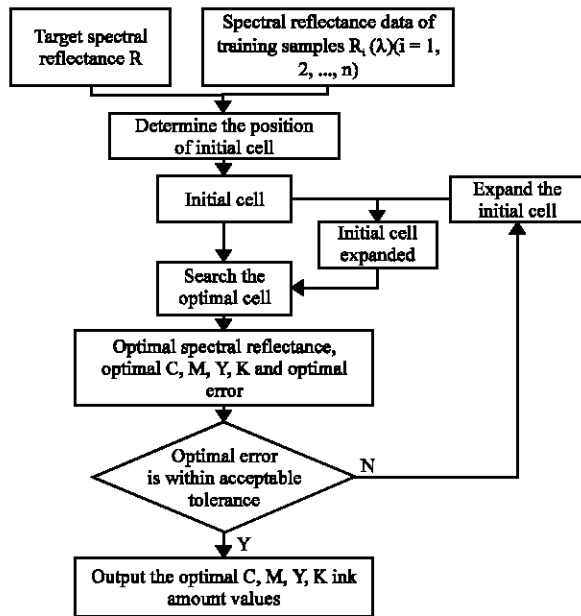 Target spectral
reflectance R
Spectral reflectance data of
training samples R i (λ)(i = 1,
2, ..., n)
Determine the position
of initial cell
Initial cell
Expand the
initial cell
Initial cell
expanded
Search the
optimal cell
Optimal spectral reflectance,
optimal C, M, Y, K and optimal
error
Optimal error
is within acceptable
tolerance
N
Y
Output the optimal C, M, Y, K ink
amount values